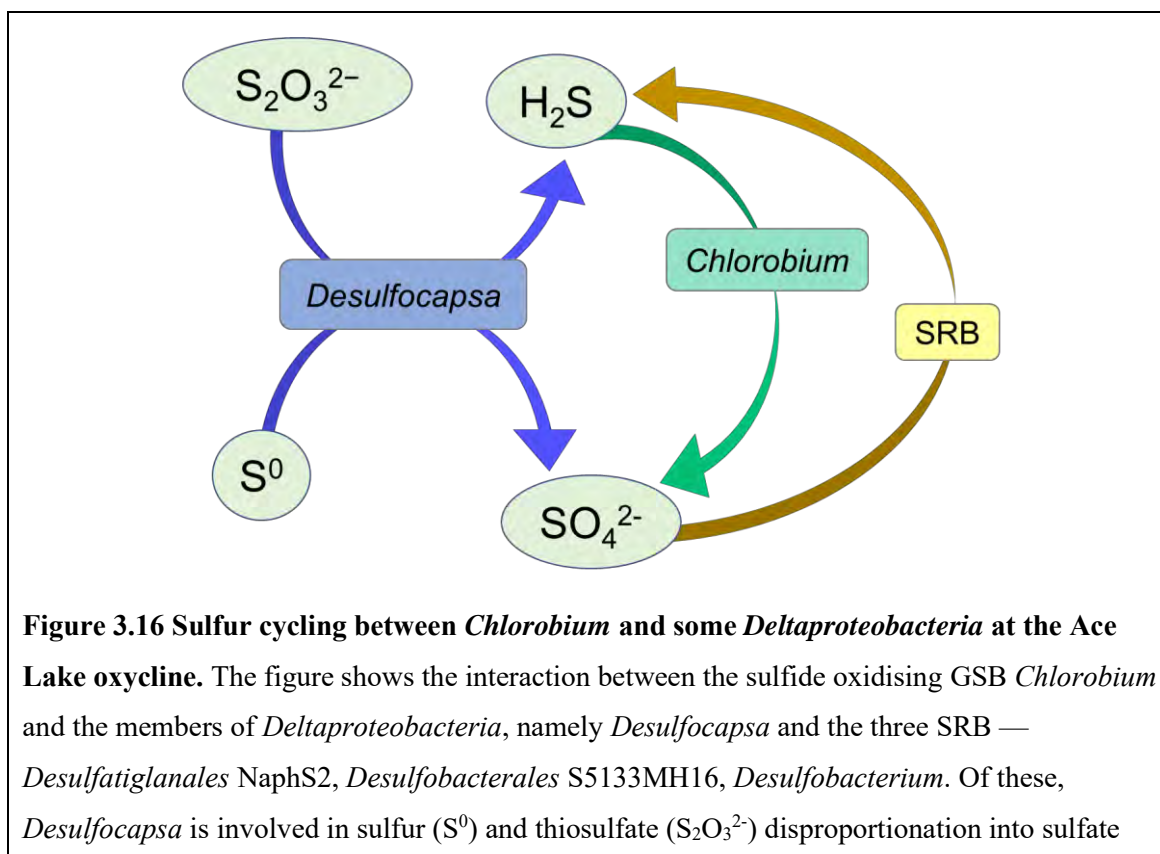 S₂O₃²⁻
H₂S
Chlorobium
Desulfocapsa
SRB
S⁰
SO₄²⁻
Figure 3.16 Sulfur cycling between Chlorobium and some Deltaproteobacteria at the Ace
Lake oxycline. The figure shows the interaction between the sulfide oxidising GSB Chlorobium
and the members of Deltaproteobacteria, namely Desulfocapsa and the three SRB —
Desulfatiglanales NaphS2, Desulfobacterales S5133MH16, Desulfobacterium. Of these,
Desulfocapsa is involved in sulfur (S⁰) and thiosulfate (S₂O₃²⁻) disproportionation into sulfate